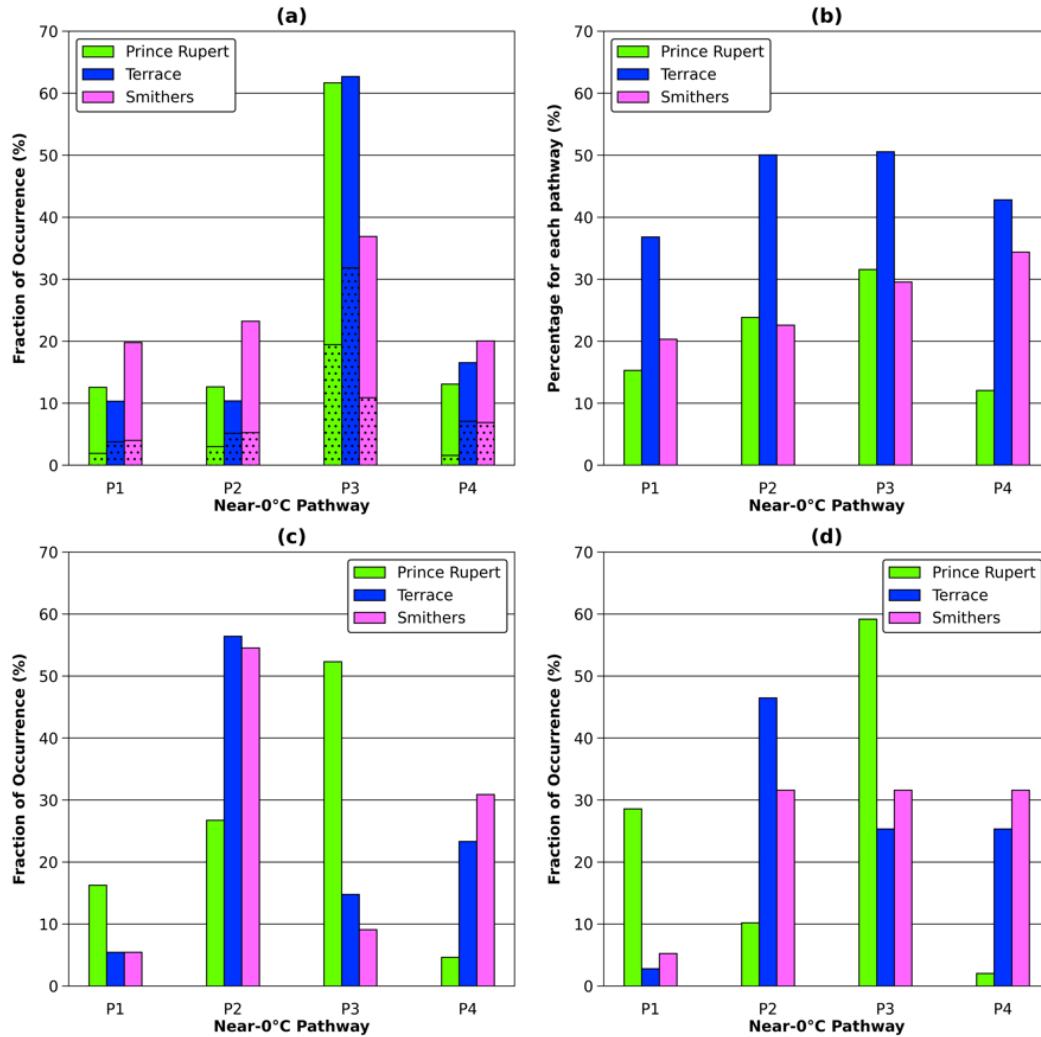 (a)
70
60
50
40
30
20
10
0
Fraction of Occurrence (%)
Prince Rupert
Terrace
Smithers
P1 P2 P3 P4
Near-0°C Pathway
(b)
70
60
50
40
30
20
10
0
Percentage for each pathway (%)
Prince Rupert
Terrace
Smithers
P1 P2 P3 P4
Near-0°C Pathway
(c)
70
60
50
40
30
20
10
0
Fraction of Occurrence (%)
Prince Rupert
Terrace
Smithers
P1 P2 P3 P4
Near-0°C Pathway
(d)
70
60
50
40
30
20
10
0
Fraction of Occurrence (%)
Prince Rupert
Terrace
Smithers
P1 P2 P3 P4
Near-0°C Pathway